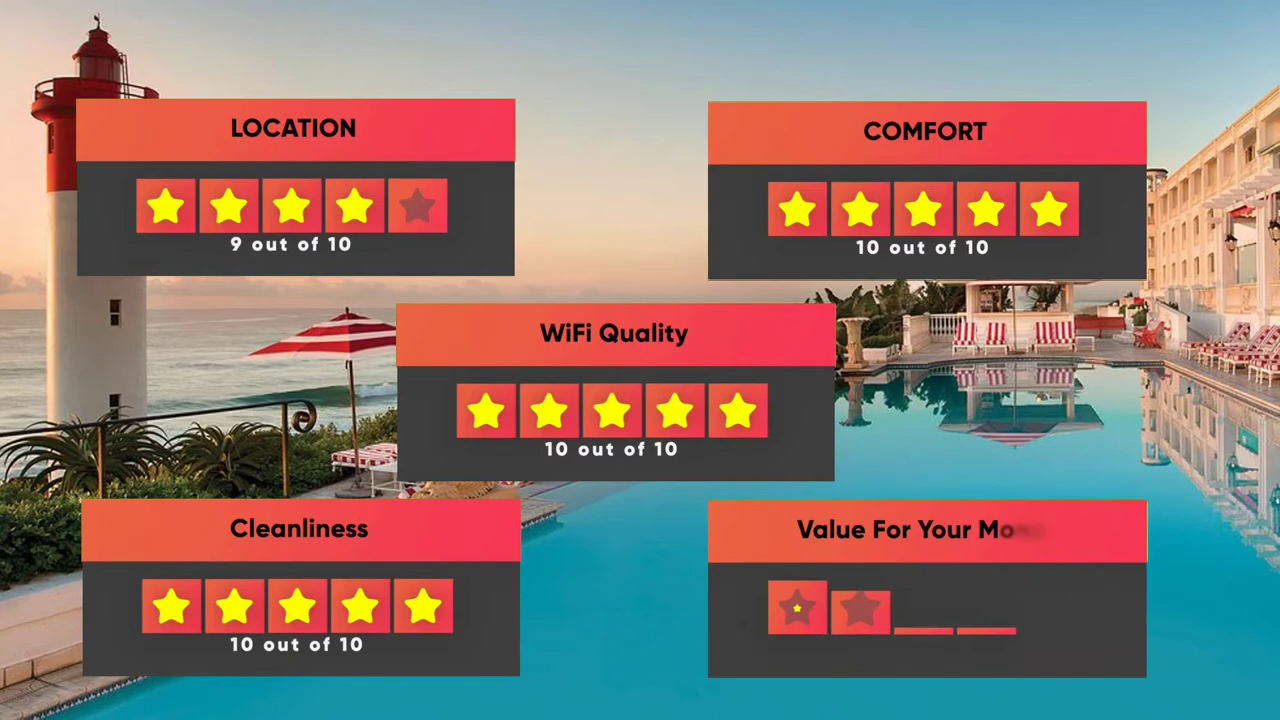 LOCATION
9 out of 10
COMFORT
10 out of 10
WiFi Quality
10 out of 10
Cleanliness
10 out of 10
Value For Your